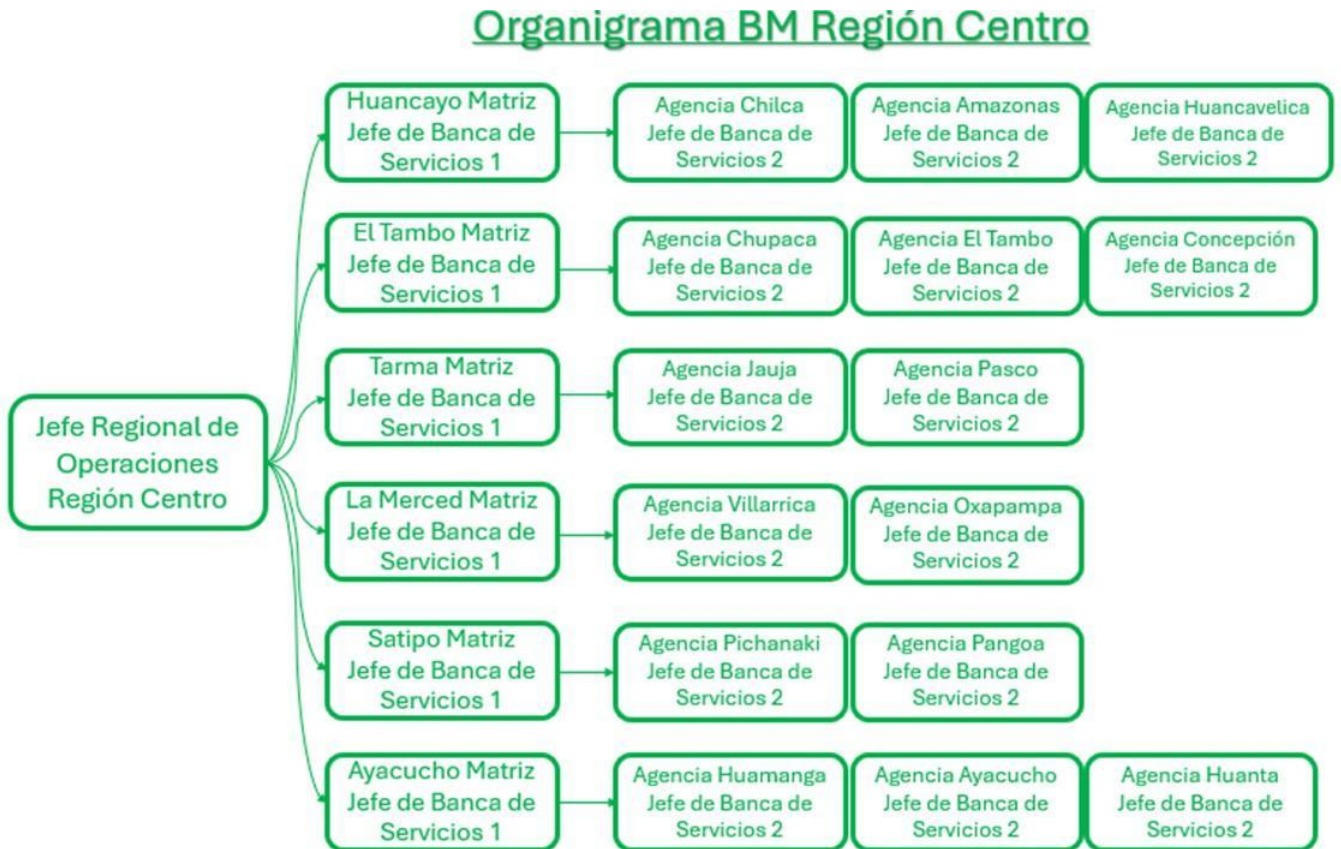 Organigrama BM Región Centro
Jefe Regional de
Operaciones
Región Centro
Huancayo Matriz
Jefe de Banca de
Servicios 1
Agencia Chilca
Jefe de Banca de
Servicios 2
Agencia Amazonas
Jefe de Banca de
Servicios 2
Agencia Huancavelica
Jefe de Banca de
Servicios 2
El Tambo Matriz
Jefe de Banca de
Servicios 1
Agencia Chupaca
Jefe de Banca de
Servicios 2
Agencia El Tambo
Jefe de Banca de
Servicios 2
Agencia Concepción
Jefe de Banca de
Servicios 2
Tarma Matriz
Jefe de Banca de
Servicios 1
Agencia Jauja
Jefe de Banca de
Servicios 2
Agencia Pasco
Jefe de Banca de
Servicios 2
La Merced Matriz
Jefe de Banca de
Servicios 1
Agencia Villarrica
Jefe de Banca de
Servicios 2
Agencia Oxapampa
Jefe de Banca de
Servicios 2
Satipo Matriz
Jefe de Banca de
Servicios 1
Agencia Pichanaki
Jefe de Banca de
Servicios 2
Agencia Pangoa
Jefe de Banca de
Servicios 2
Ayacucho Matriz
Jefe de Banca de
Servicios 1
Agencia Huamanga
Jefe de Banca de
Servicios 2
Agencia Ayacucho
Jefe de Banca de
Servicios 2
Agencia Huanta
Jefe de Banca de
Servicios 2